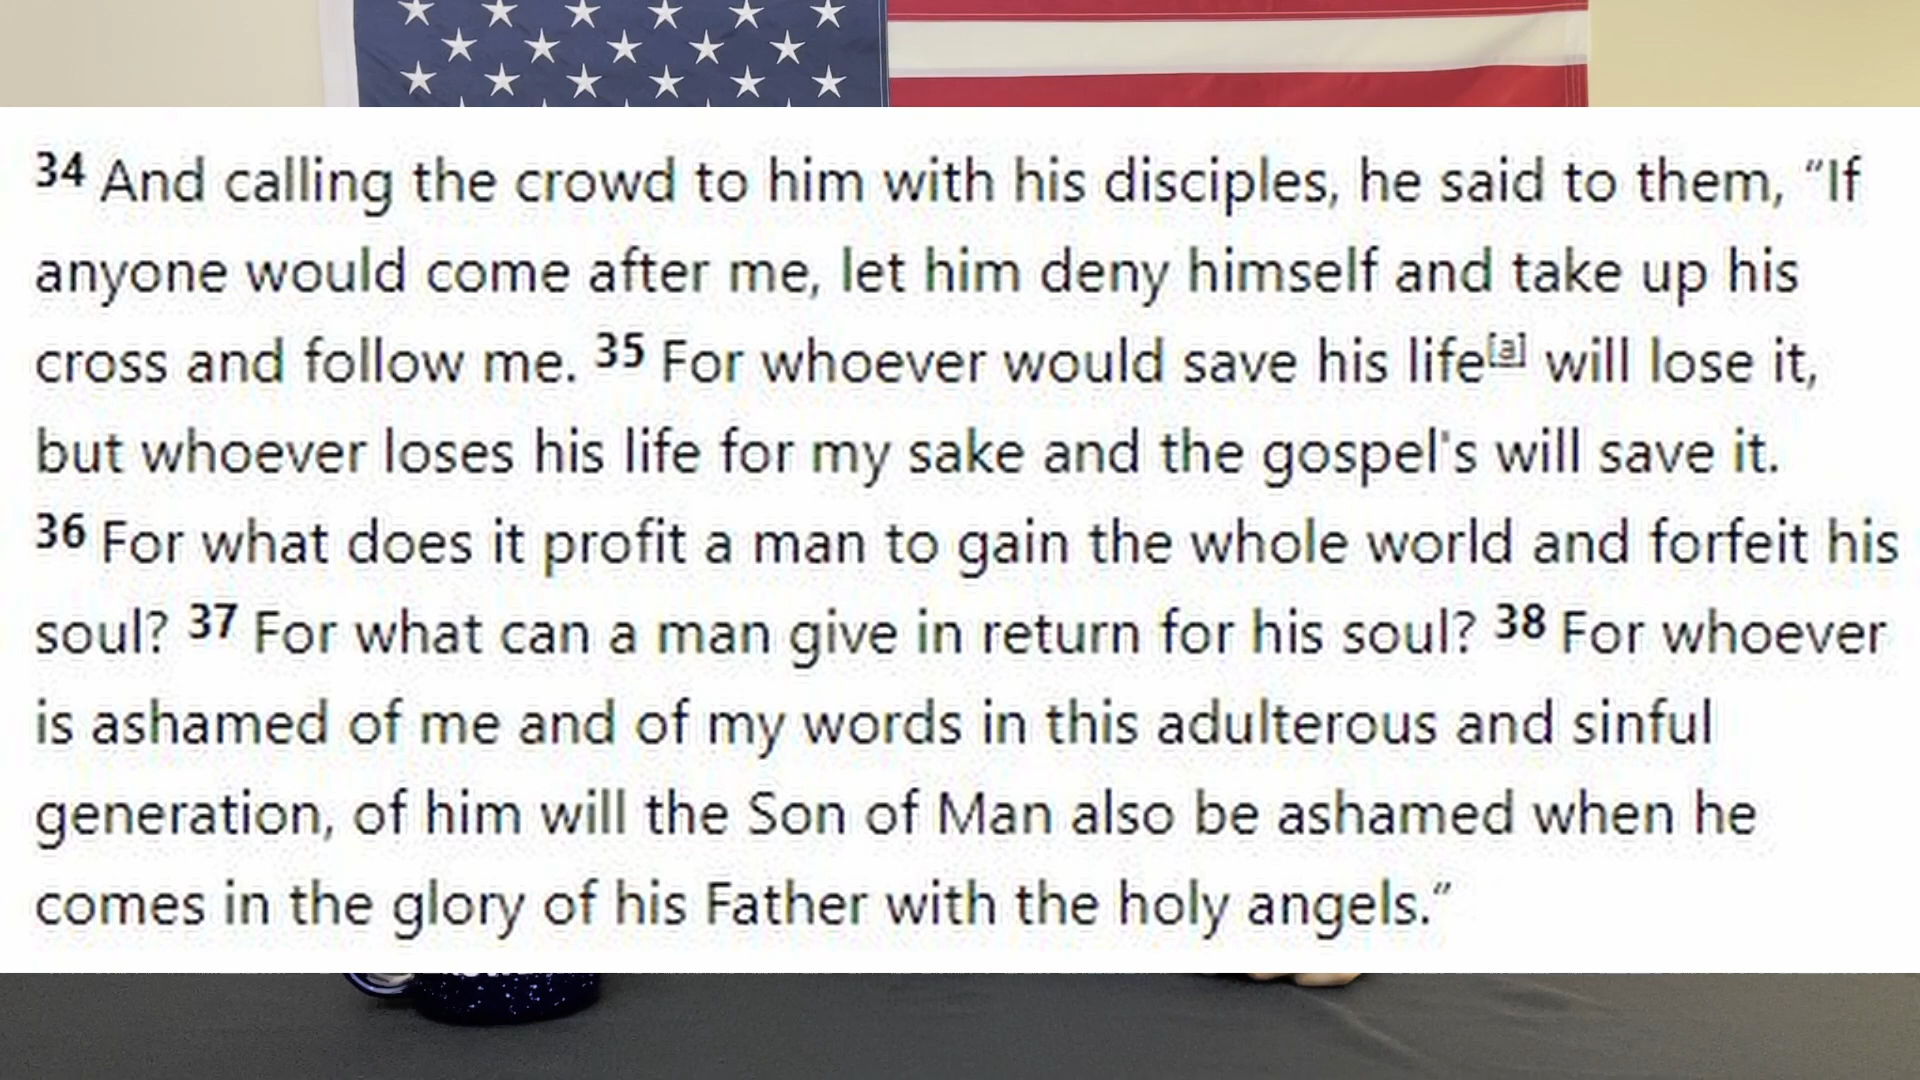 34 And calling the crowd to him with his disciples, he said to them, “If
anyone would come after me, let him deny himself and take up his
cross and follow me. 35 For whoever would save his life[a] will lose it,
but whoever loses his life for my sake and the gospel's will save it.
36 For what does it profit a man to gain the whole world and forfeit his
soul? 37 For what can a man give in return for his soul? 38 For whoever
is ashamed of me and of my words in this adulterous and sinful
generation, of him will the Son of Man also be ashamed when he
comes in the glory of his Father with the holy angels.”